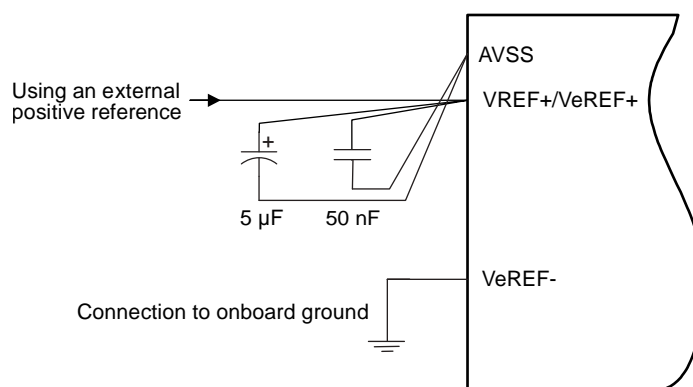 AVSS
Using an external
positive reference
VREF+/VeREF+
+
5 µF
50 nF
VeREF-
Connection to onboard ground